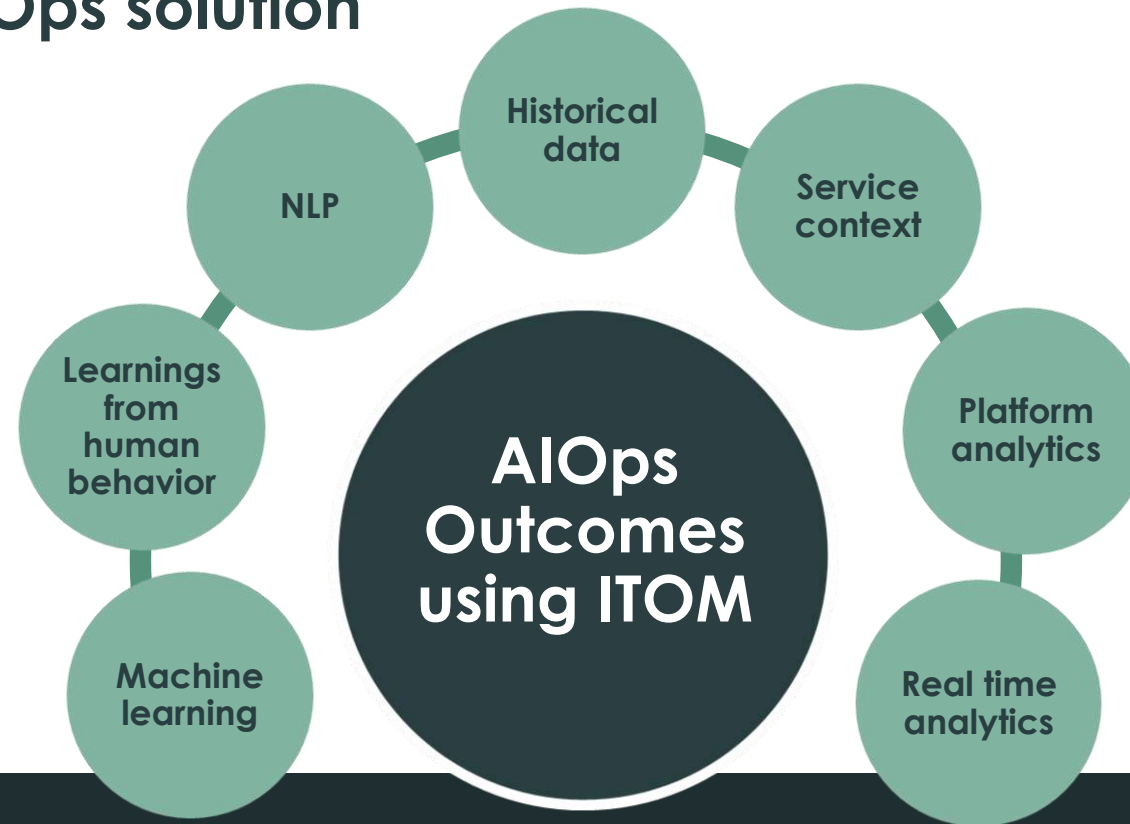 Ops solution
Historical
data
NLP
Service
context
Learnings
from
human
behavior
Platform
analytics
AIOps
Outcomes
using ITOM
Machine
learning
Real time
analytics